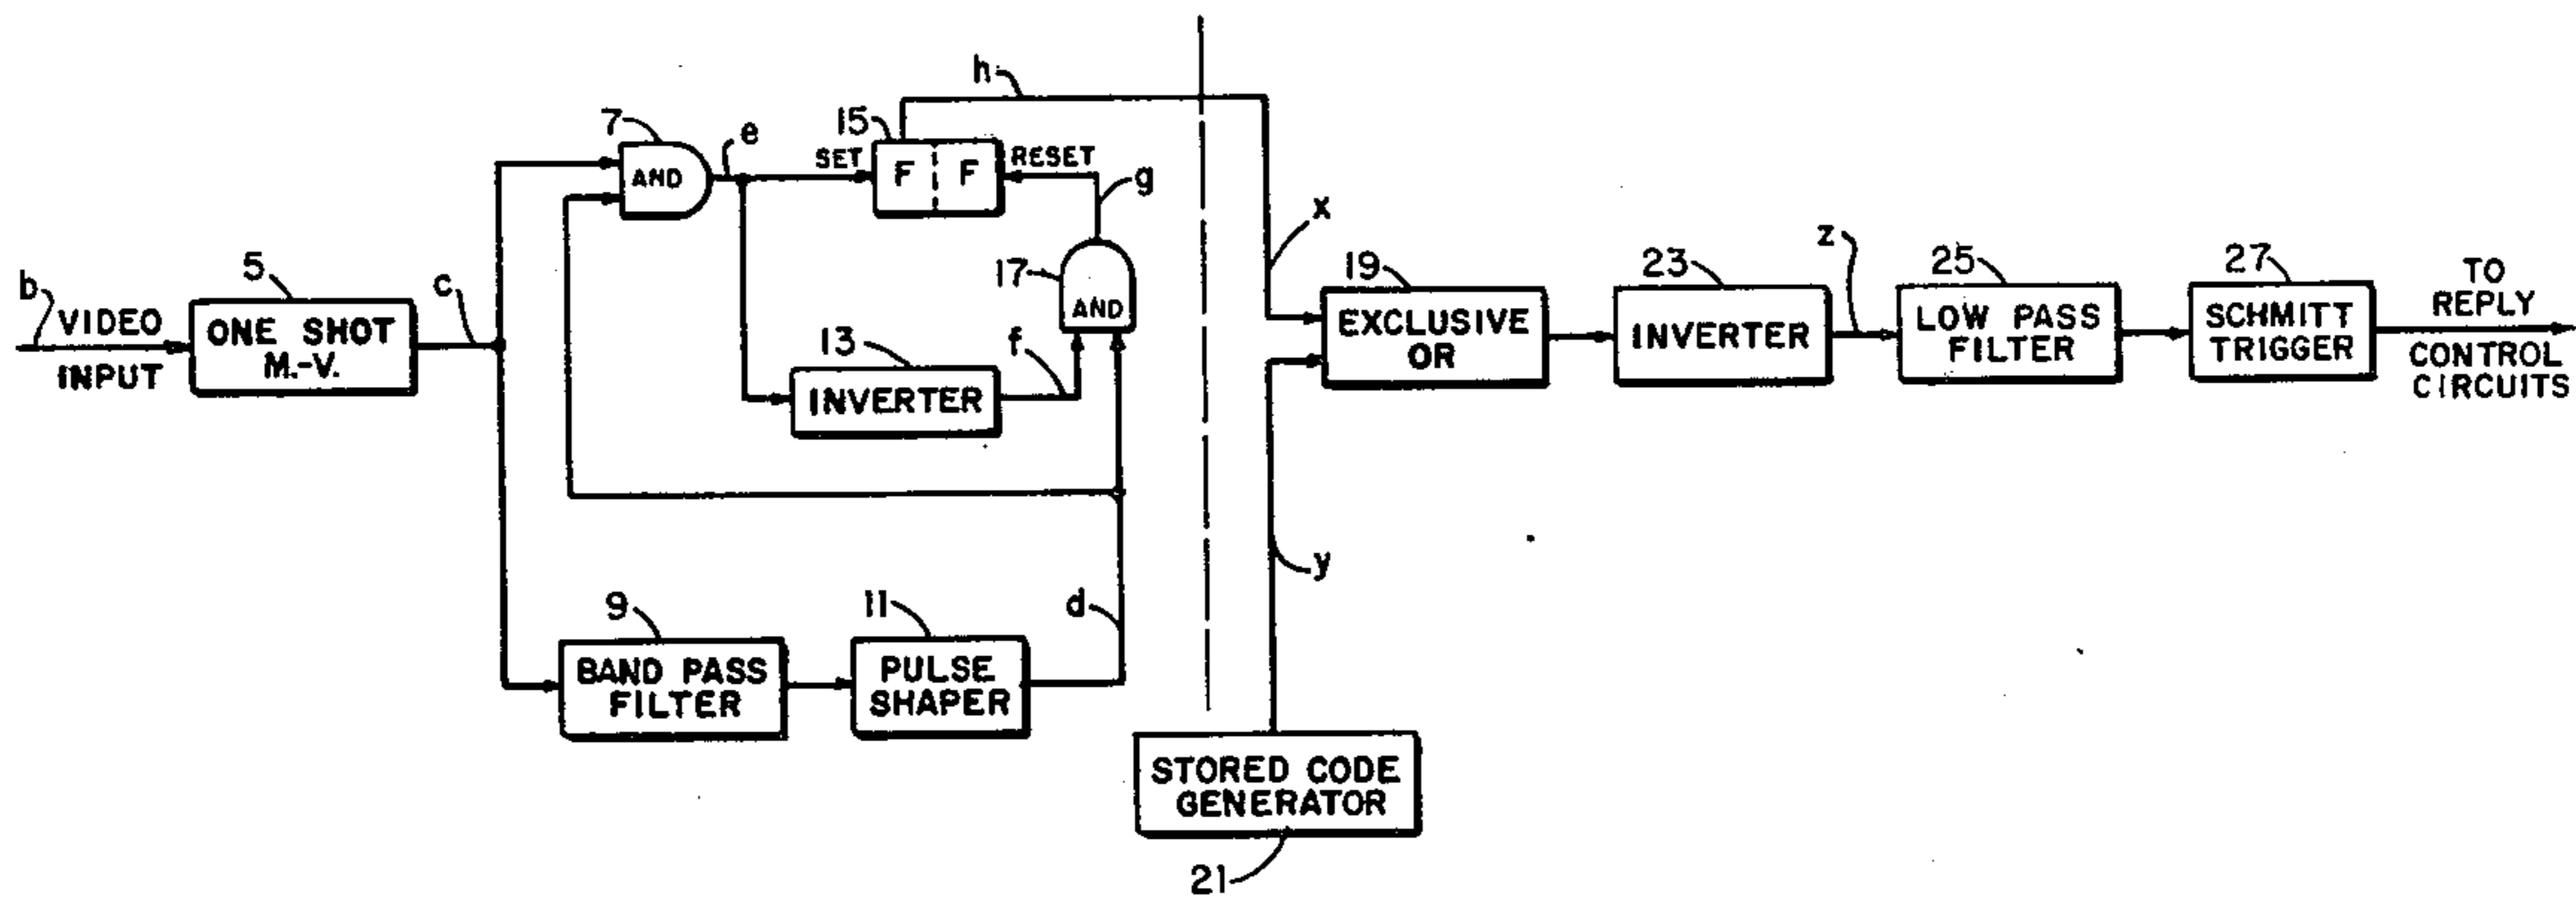 h
7
e
15
SET
F F
RESET
g
AND
x
b
VIDEO
INPUT
5
ONE SHOT
M.-V.
c
17
AND
13
INVERTER
f
19
EXCLUSIVE
OR
23
INVERTER
z
25
LOW PASS
FILTER
27
SCHMITT
TRIGGER
TO
REPLY
CONTROL
CIRCUITS
y
9
BAND PASS
FILTER
11
PULSE
SHAPER
d
STORED CODE
GENERATOR
21